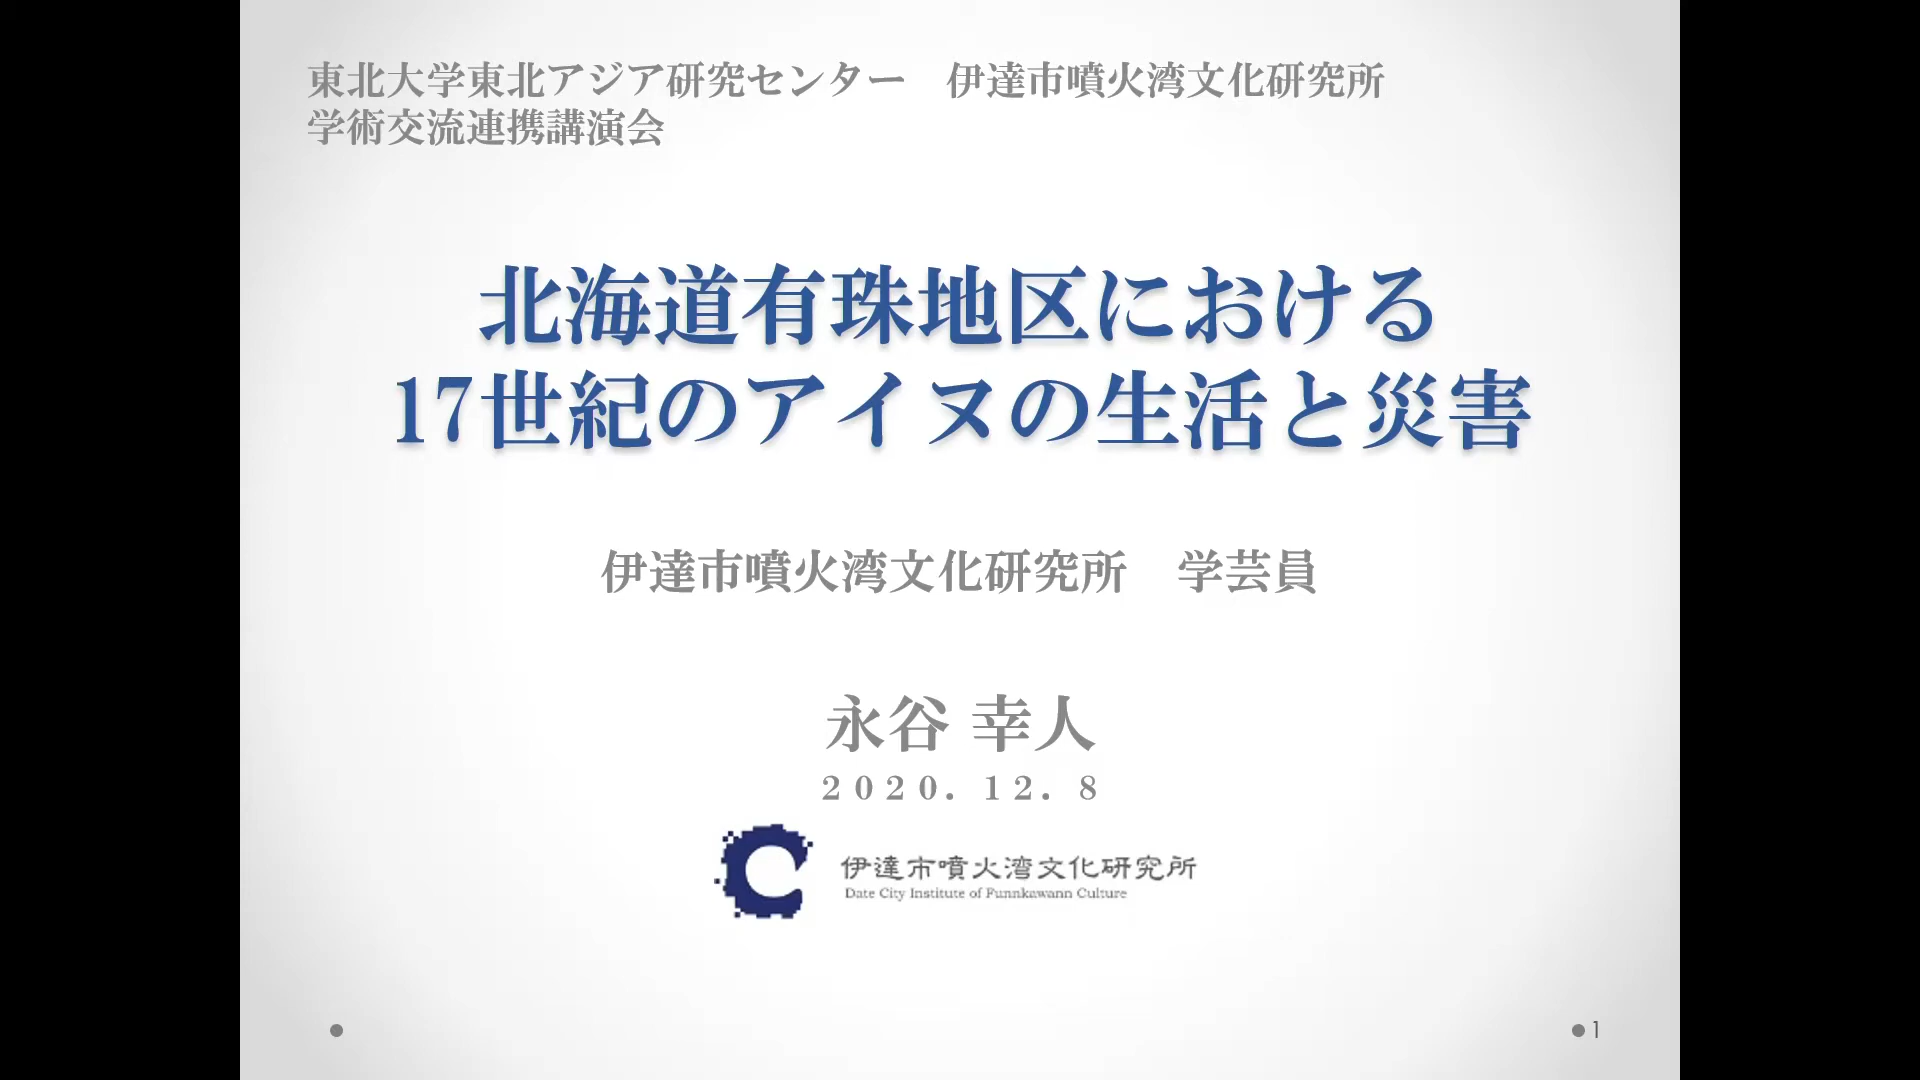 東北大学東北アジア研究センター　伊達市噴火湾文化研究所
学術交流連携講演会
北海道有珠地区における
17世紀のアイヌの生活と災害
伊達市噴火湾文化研究所　学芸員
永谷 幸人
２０２０．１２．８
伊達市噴火湾文化研究所
Date City Institute of Funnkawann Culture
1